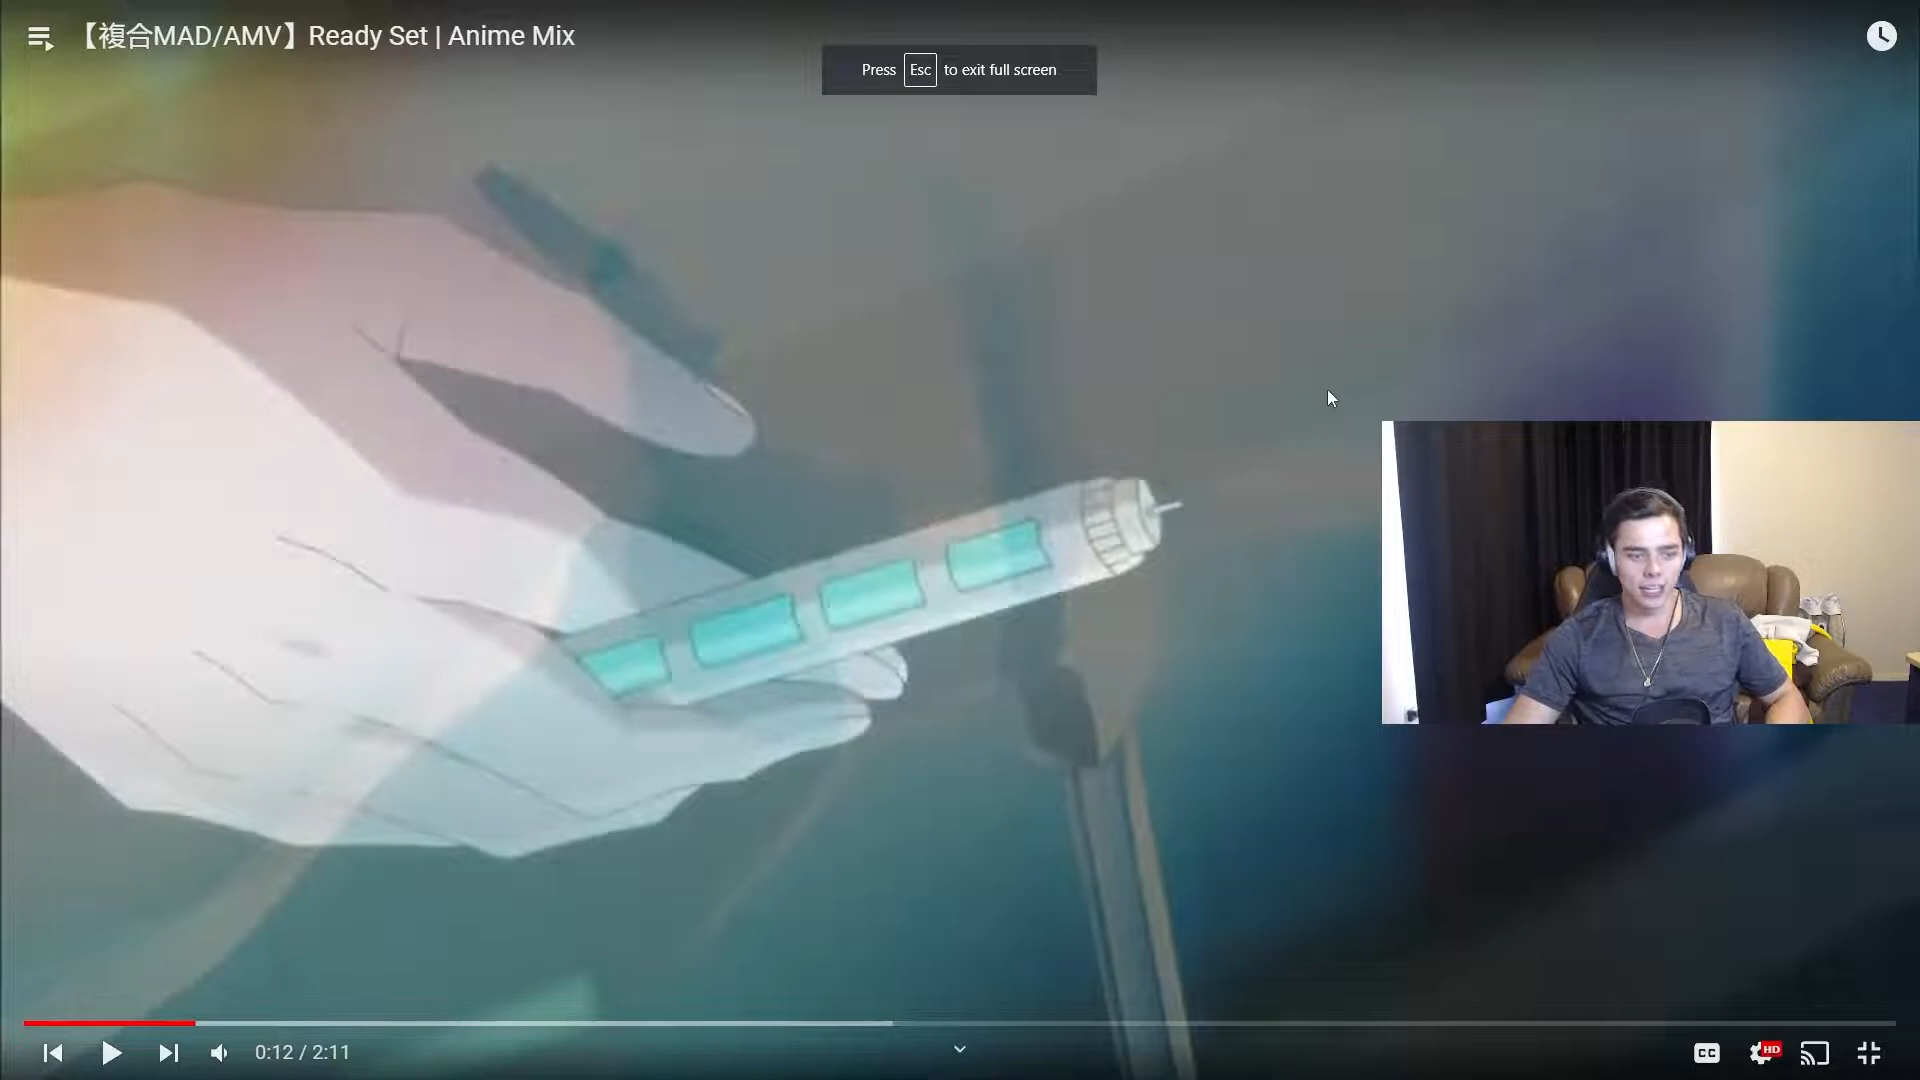 【複合MAD/AMV】Ready Set | Anime Mix
Press Esc to exit full screen
0:12 / 2:11
CC
HD